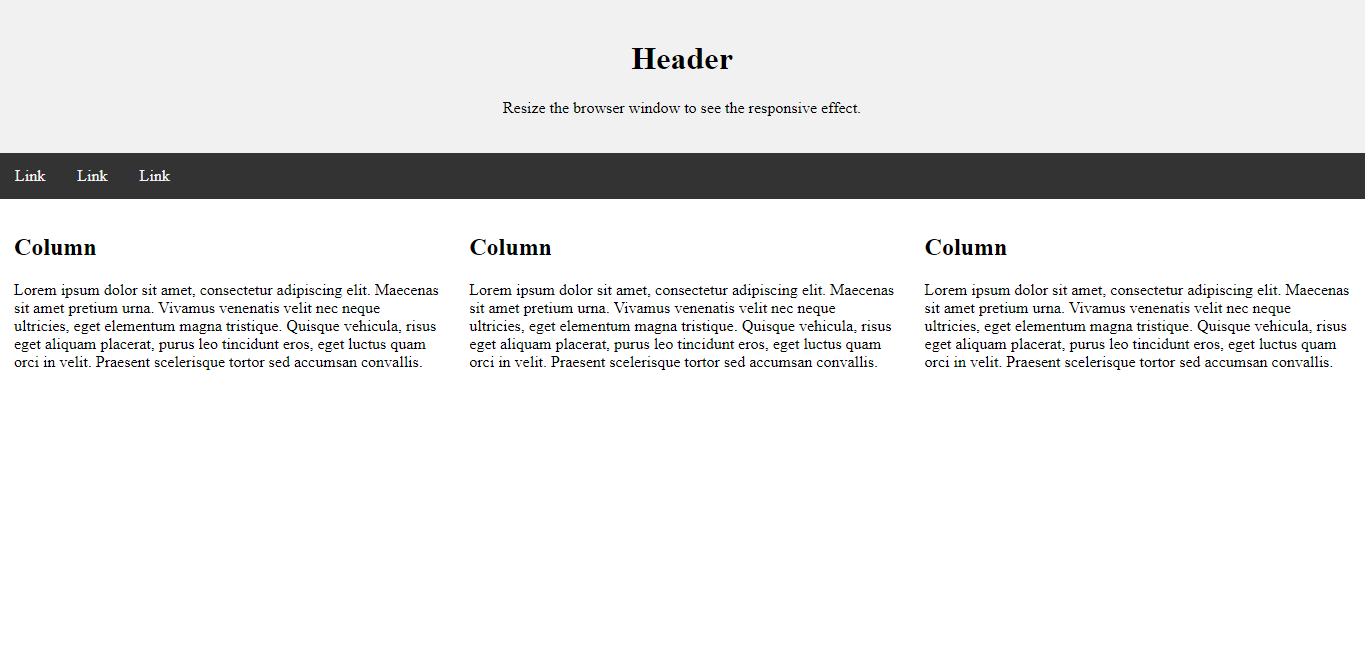 Header
Resize the browser window to see the responsive effect.
Link Link Link
Column
Lorem ipsum dolor sit amet, consectetur adipiscing elit. Maecenas
sit amet pretium urna. Vivamus venenatis velit nec neque
ultricies, eget elementum magna tristique. Quisque vehicula, risus
eget aliquam placerat, purus leo tincidunt eros, eget luctus quam
orci in velit. Praesent scelerisque tortor sed accumsan convallis.
Column
Lorem ipsum dolor sit amet, consectetur adipiscing elit. Maecenas
sit amet pretium urna. Vivamus venenatis velit nec neque
ultricies, eget elementum magna tristique. Quisque vehicula, risus
eget aliquam placerat, purus leo tincidunt eros, eget luctus quam
orci in velit. Praesent scelerisque tortor sed accumsan convallis.
Column
Lorem ipsum dolor sit amet, consectetur adipiscing elit. Maecenas
sit amet pretium urna. Vivamus venenatis velit nec neque
ultricies, eget elementum magna tristique. Quisque vehicula, risus
eget aliquam placerat, purus leo tincidunt eros, eget luctus quam
orci in velit. Praesent scelerisque tortor sed accumsan convallis.